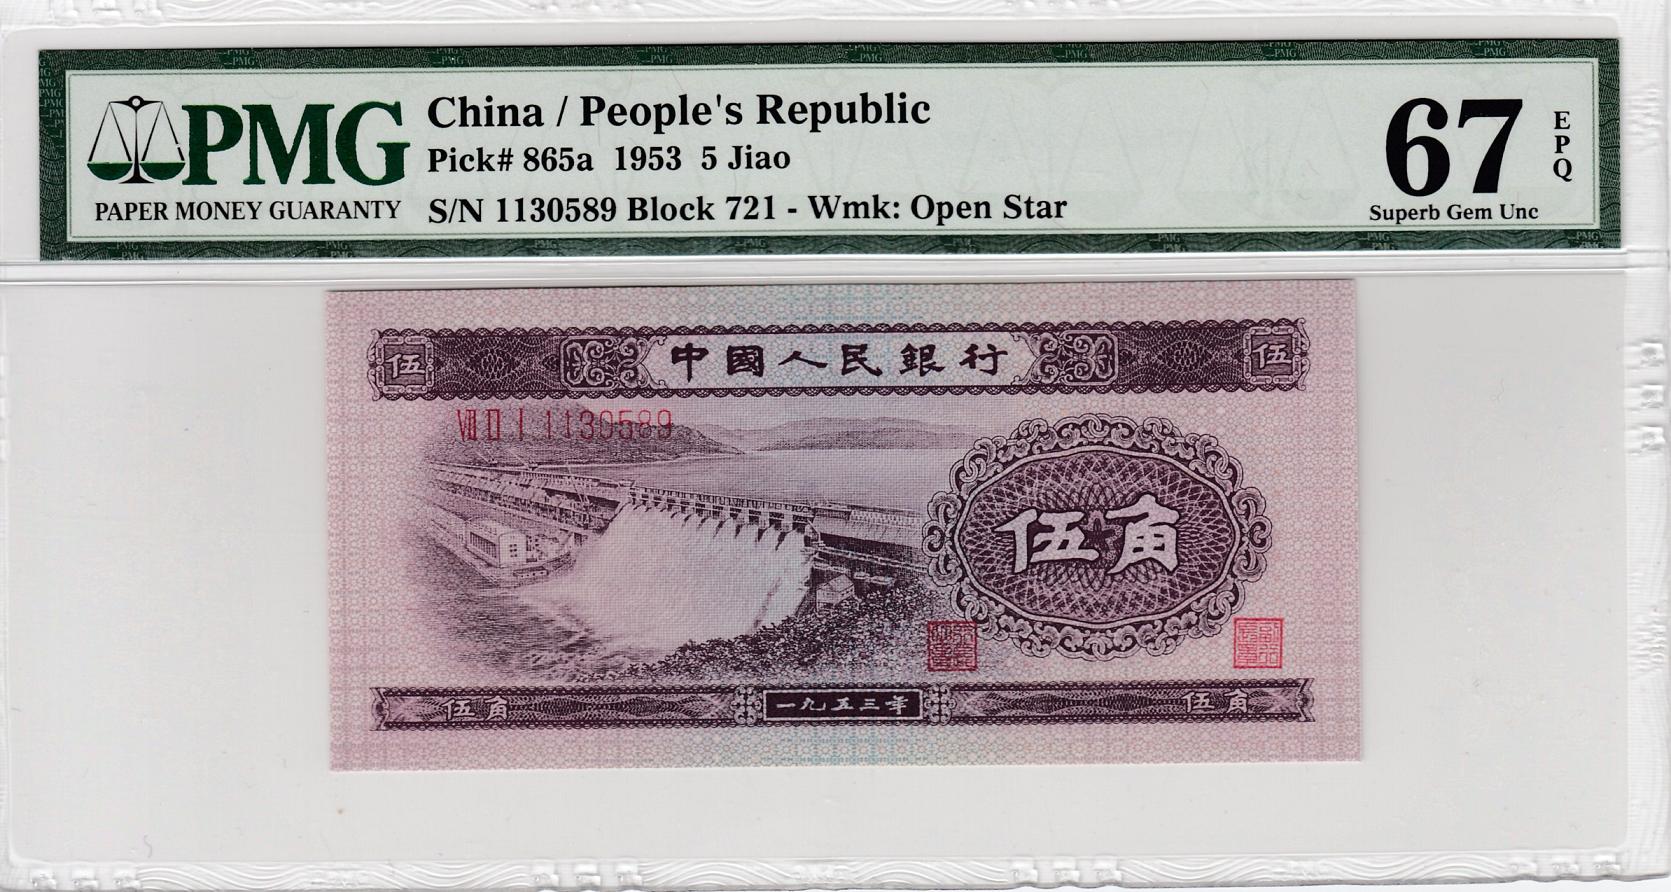 PMG
PAPER MONEY GUARANTY
China / People's Republic
Pick# 865a 1953 5 Jiao
S/N 1130589 Block 721 - Wmk: Open Star
67
EPQ
Superb Gem Unc
伍
中國人民銀行
伍
VII II I 1130589
伍角
伍角
一九五三年
伍角